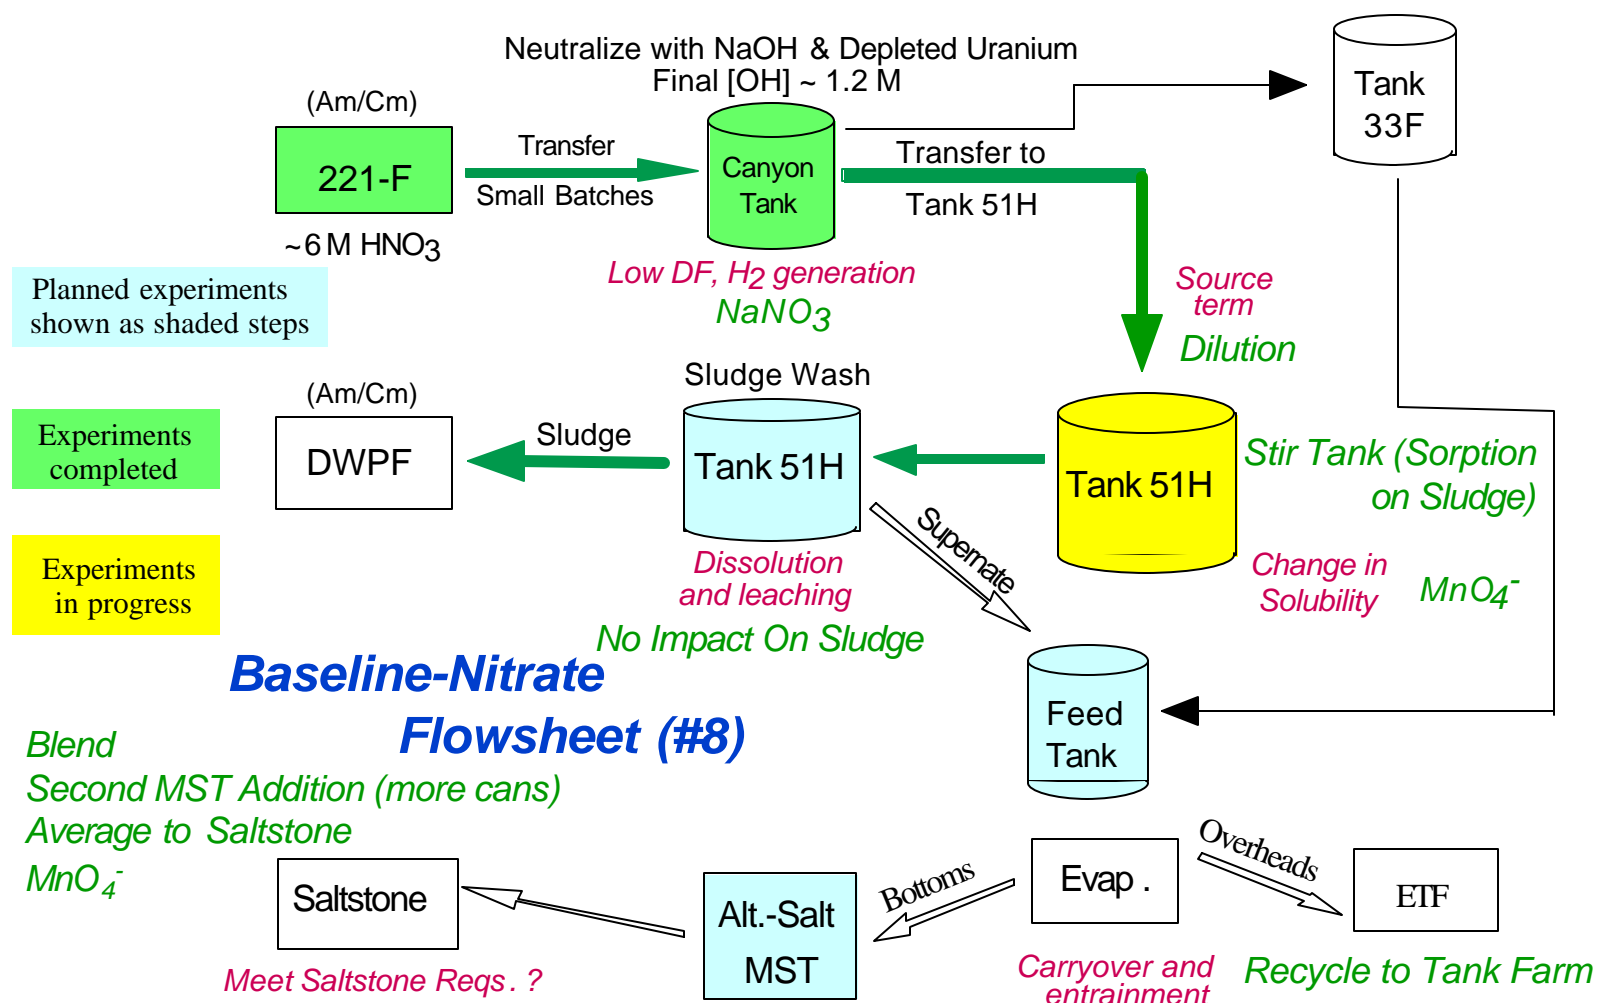 Neutralize with NaOH & Depleted Uranium
Final [OH] ~ 1.2 M
(Am/Cm)
221-F
~6 M HNO3
Transfer
Small Batches
Canyon
Tank
Transfer to
Tank 51H
Tank
33F
Low DF, H2 generation
NaNO3
Source
term
Dilution
Planned experiments
shown as shaded steps
Experiments
completed
Experiments
in progress
(Am/Cm)
DWPF
Sludge
Sludge Wash
Tank 51H
Tank 51H
Stir Tank (Sorption
on Sludge)
Supernate
Dissolution
and leaching
No Impact On Sludge
Change in
Solubility
MnO4-
Baseline-Nitrate
Flowsheet (#8)
Feed
Tank
Blend
Second MST Addition (more cans)
Average to Saltstone
MnO4-
Saltstone
Meet Saltstone Reqs. ?
Alt.-Salt
MST
Bottoms
Evap .
Overheads
ETF
Carryover and
entrainment
Recycle to Tank Farm